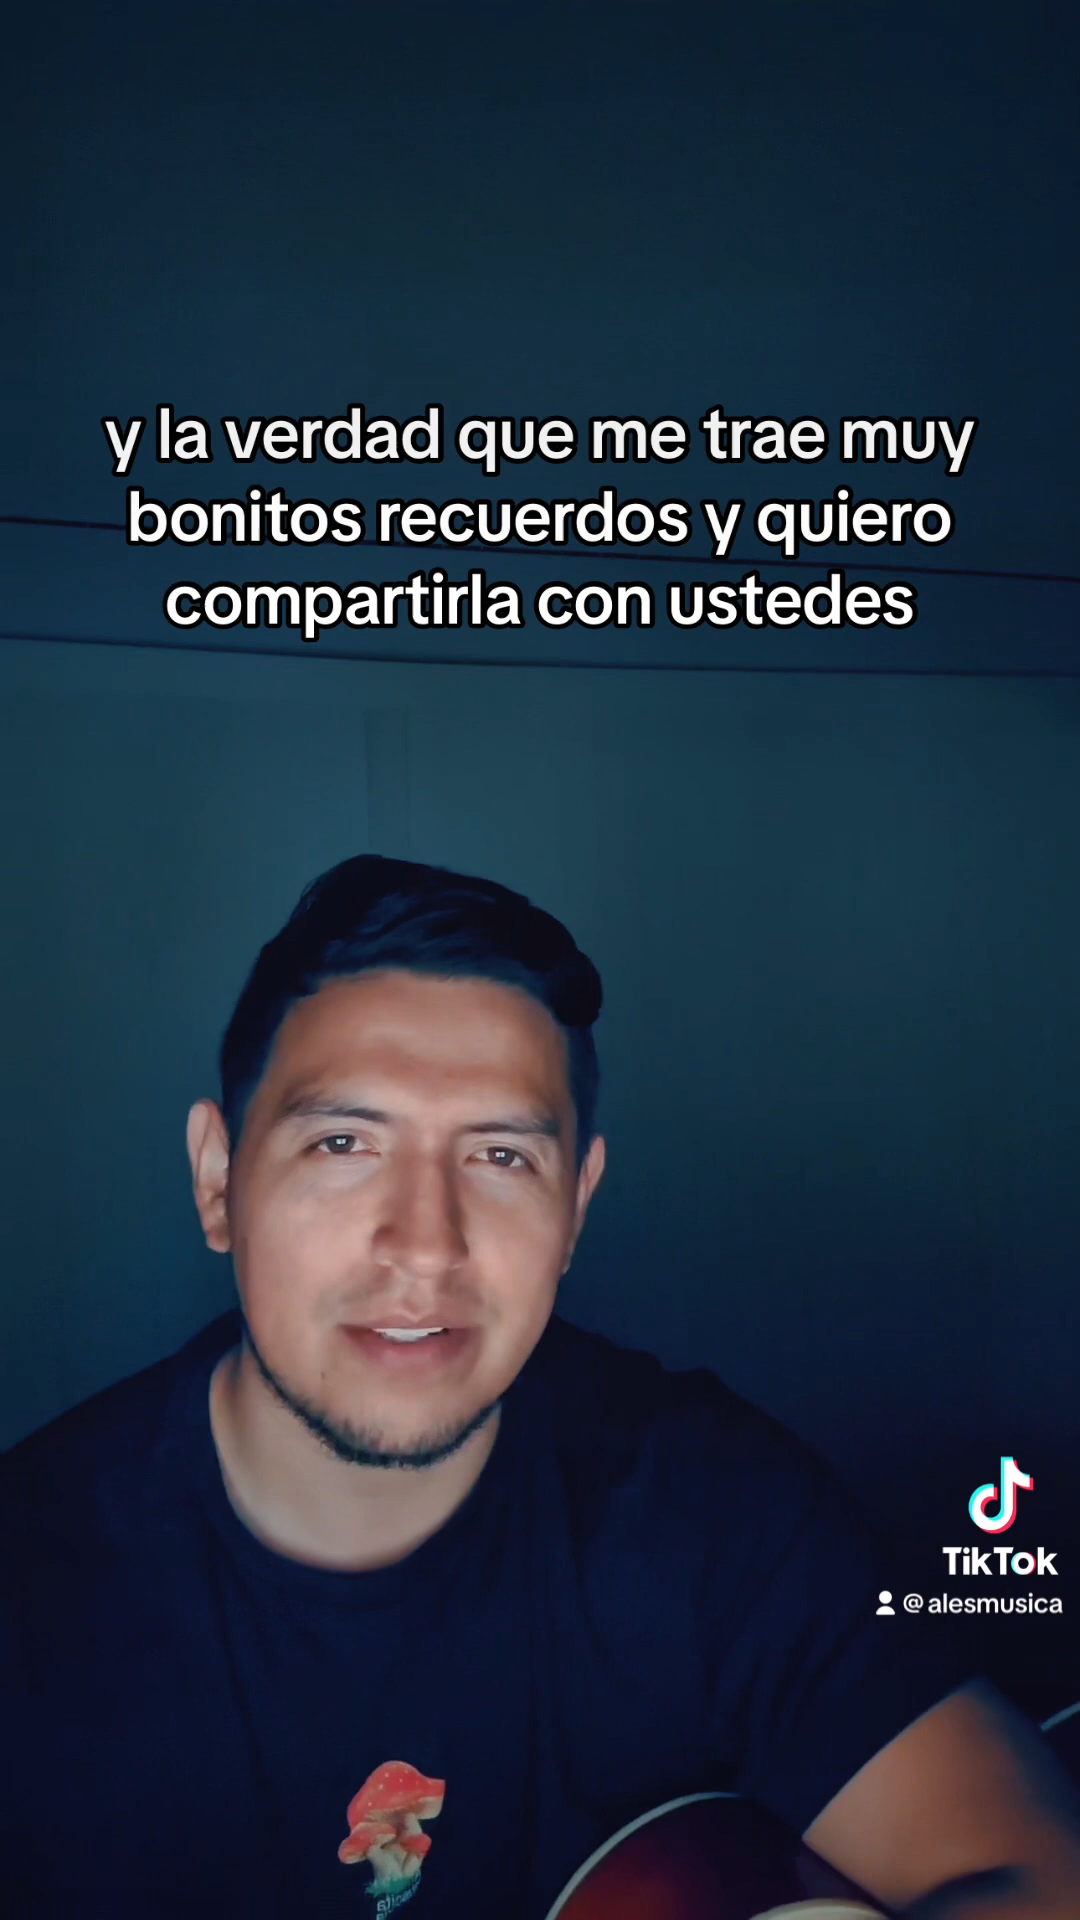 y la verdad que me trae muy
bonitos recuerdos y quiero
compartirla con ustedes
TikTok
@alesmusica